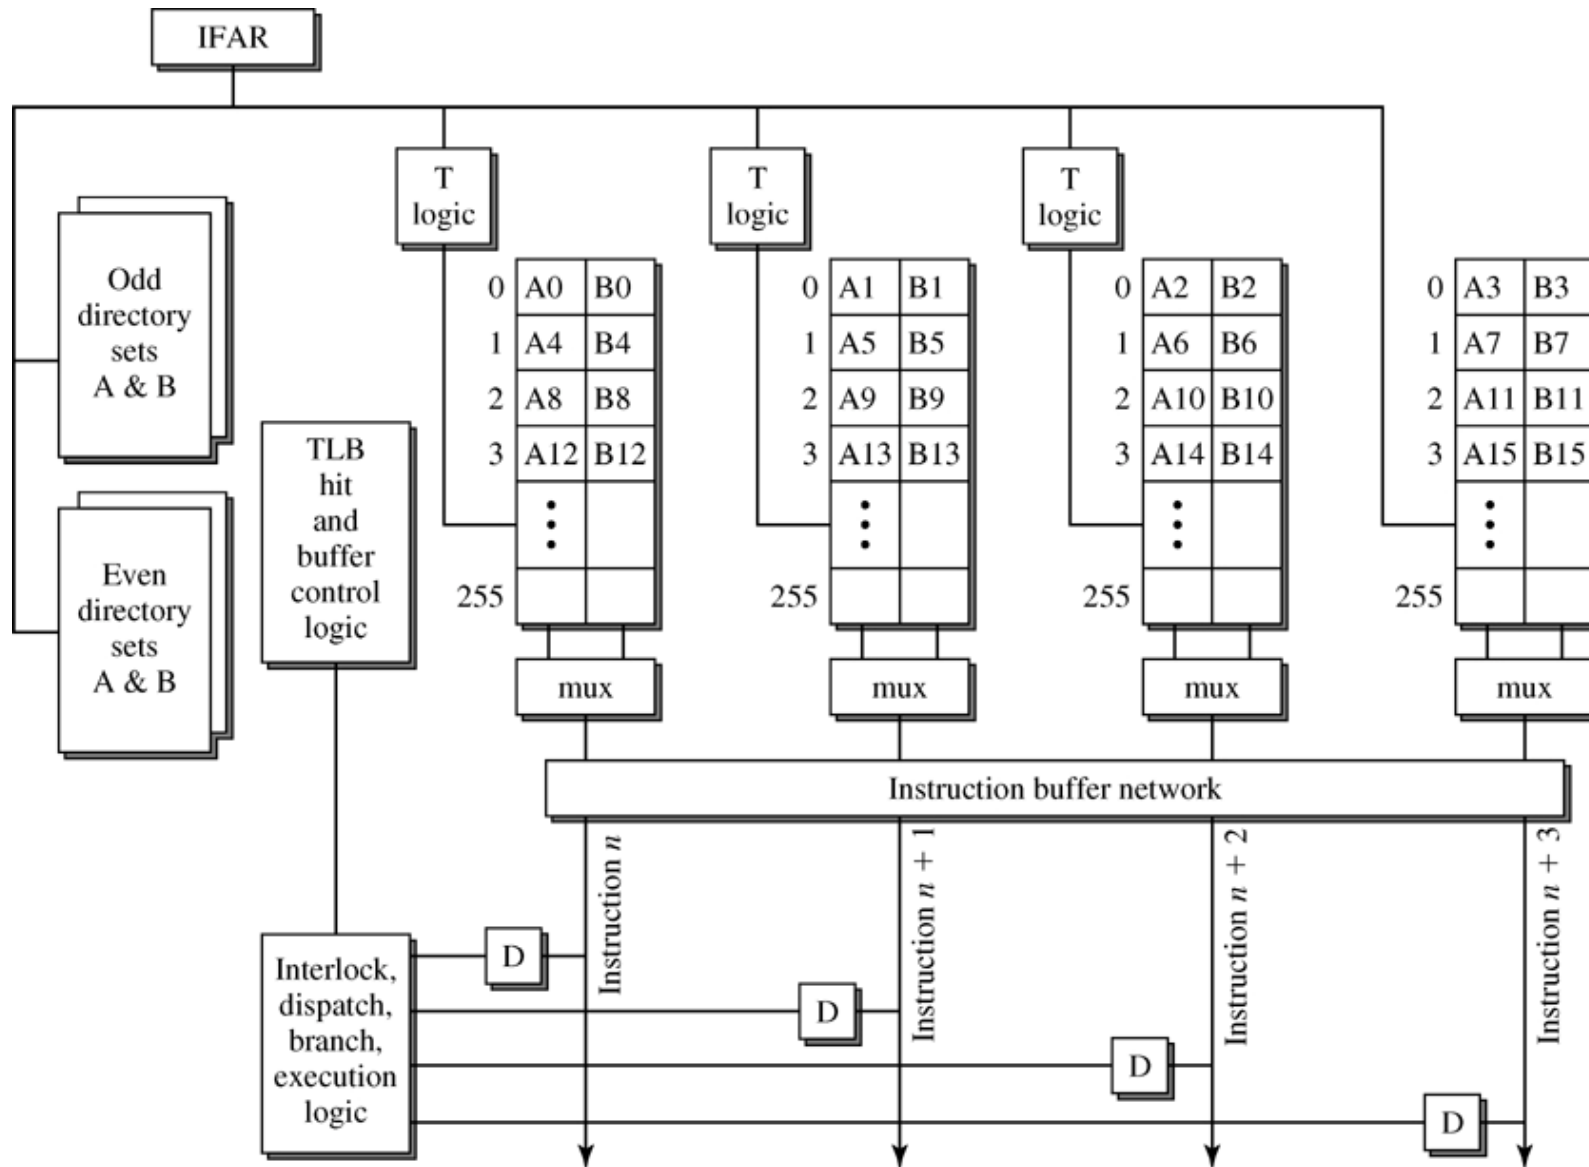 IFAR
T
logic
T
logic
T
logic
Odd
directory
sets
A & B
Even
directory
sets
A & B
TLB
hit
and
buffer
control
logic
0 A0 B0
1 A4 B4
2 A8 B8
3 A12 B12
255
mux
0 A1 B1
1 A5 B5
2 A9 B9
3 A13 B13
255
mux
0 A2 B2
1 A6 B6
2 A10 B10
3 A14 B14
255
mux
0 A3 B3
1 A7 B7
2 A11 B11
3 A15 B15
255
mux
Instruction buffer network
Instruction n
Instruction n + 1
Instruction n + 2
Instruction n + 3
Interlock,
dispatch,
branch,
execution
logic
D
D
D
D